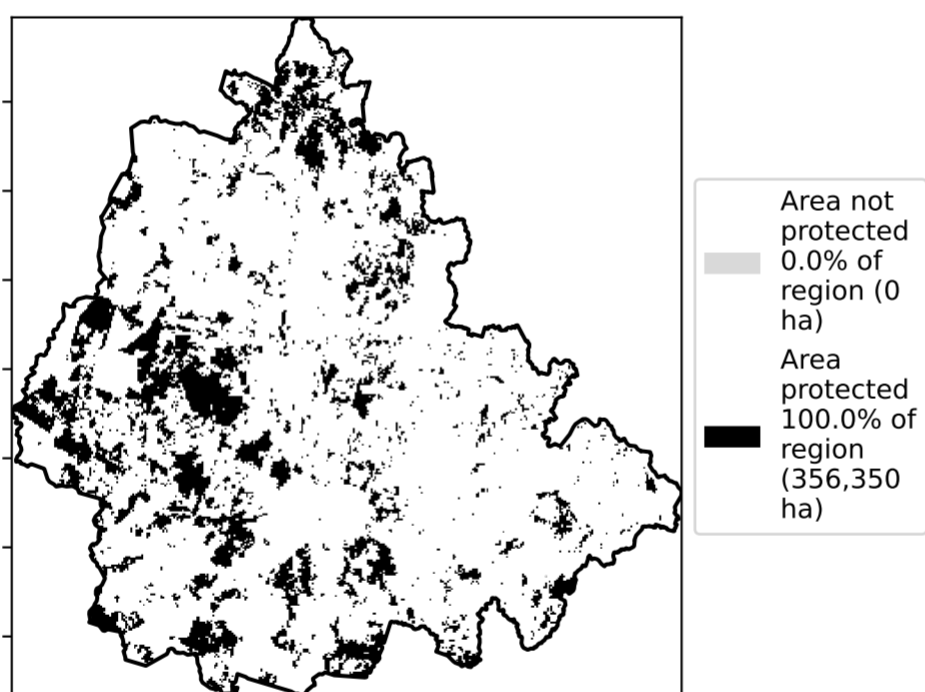 Area not
protected
0.0% of
region (0
ha)
Area
protected
100.0% of
region
(356,350
ha)